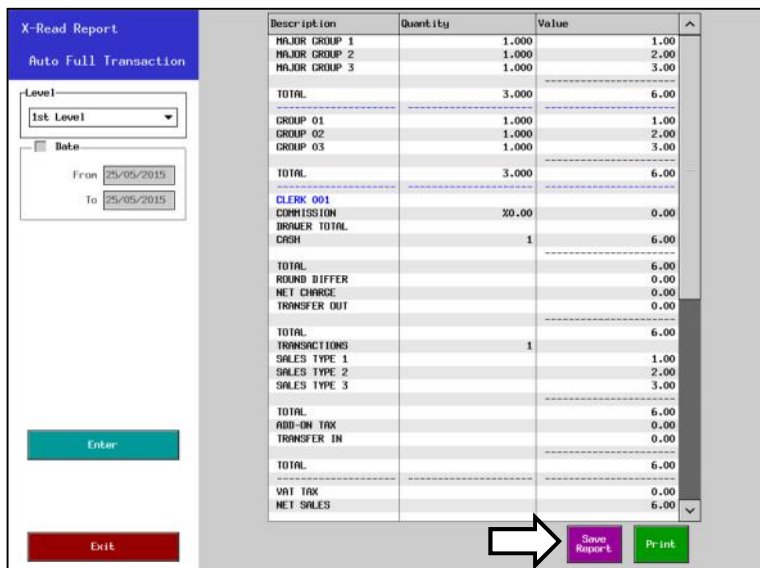 X-Read Report
Auto Full Transaction
Level
1st Level
Date
From 25/05/2015
To 25/05/2015
Enter
Exit
Description Quantity Value
MAJOR GROUP 1 1.000 1.00
MAJOR GROUP 2 1.000 2.00
MAJOR GROUP 3 1.000 3.00
TOTAL 3.000 6.00
GROUP 01 1.000 1.00
GROUP 02 1.000 2.00
GROUP 03 1.000 3.00
TOTAL 3.000 6.00
CLERK 001
COMMISSION %0.00 0.00
DRAWER TOTAL
CASH 1 6.00
TOTAL 6.00
ROUND DIFFER 0.00
NET CHARGE 0.00
TRANSFER OUT 0.00
TOTAL 6.00
TRANSACTIONS 1
SALES TYPE 1 1.00
SALES TYPE 2 2.00
SALES TYPE 3 3.00
TOTAL 6.00
ADD-ON TAX 0.00
TRANSFER IN 0.00
TOTAL 6.00
VAT TAX 0.00
NET SALES 6.00
Save
Report
Print